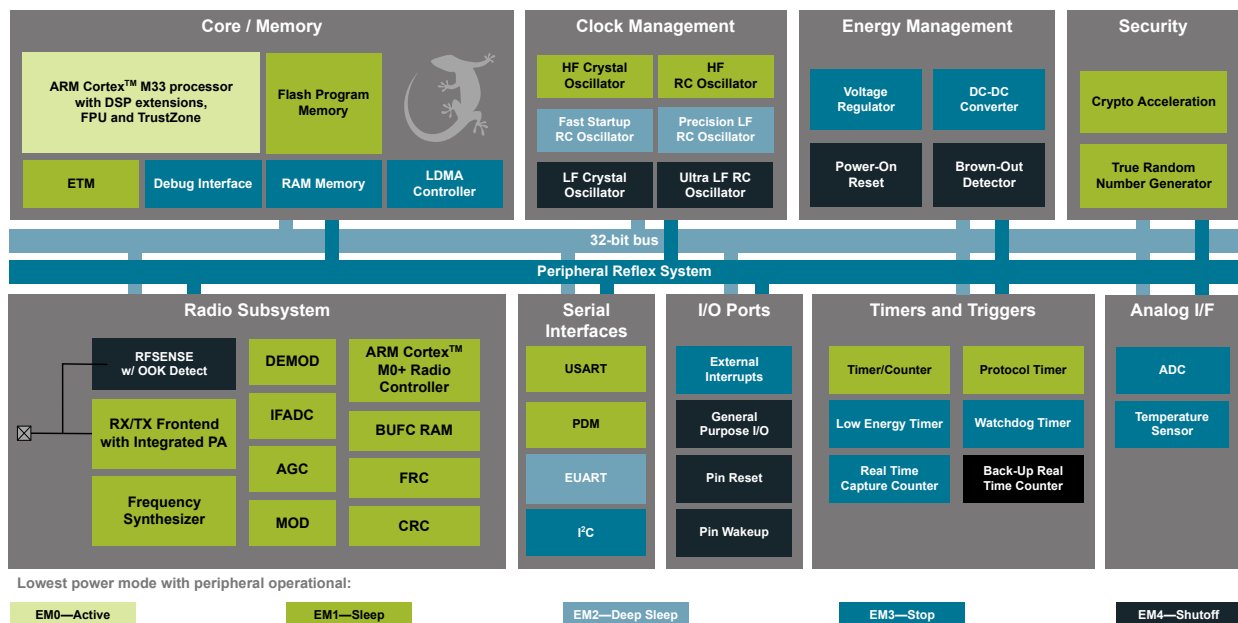 Core / Memory
ARM Cortex™ M33 processor
with DSP extensions,
FPU and TrustZone
Flash Program
Memory
ETM
Debug Interface
RAM Memory
LDMA
Controller
Clock Management
HF Crystal
Oscillator
HF
RC Oscillator
Fast Startup
RC Oscillator
Precision LF
RC Oscillator
LF Crystal
Oscillator
Ultra LF RC
Oscillator
Energy Management
Voltage
Regulator
DC-DC
Converter
Power-On
Reset
Brown-Out
Detector
Security
Crypto Acceleration
True Random
Number Generator
32-bit bus
Peripheral Reflex System
Radio Subsystem
RFSENSE
w/ OOK Detect
RX/TX Frontend
with Integrated PA
Frequency
Synthesizer
DEMOD
IFADC
AGC
MOD
ARM Cortex™
M0+ Radio
Controller
BUFC RAM
FRC
CRC
Serial
Interfaces
USART
PDM
EUART
I²C
I/O Ports
External
Interrupts
General
Purpose I/O
Pin Reset
Pin Wakeup
Timers and Triggers
Timer/Counter
Protocol Timer
Low Energy Timer
Watchdog Timer
Real Time
Capture Counter
Back-Up Real
Time Counter
Analog I/F
ADC
Temperature
Sensor
Lowest power mode with peripheral operational:
EM0—Active
EM1—Sleep
EM2—Deep Sleep
EM3—Stop
EM4—Shutoff